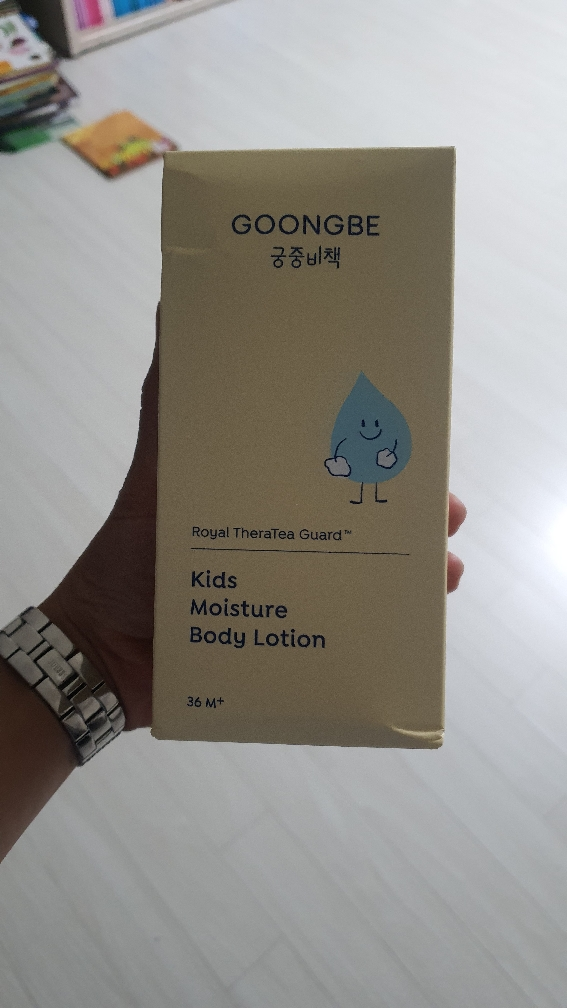 GOONGBE
궁중비책
Royal TheraTea Guard™
Kids
Moisture
Body Lotion
36 M+